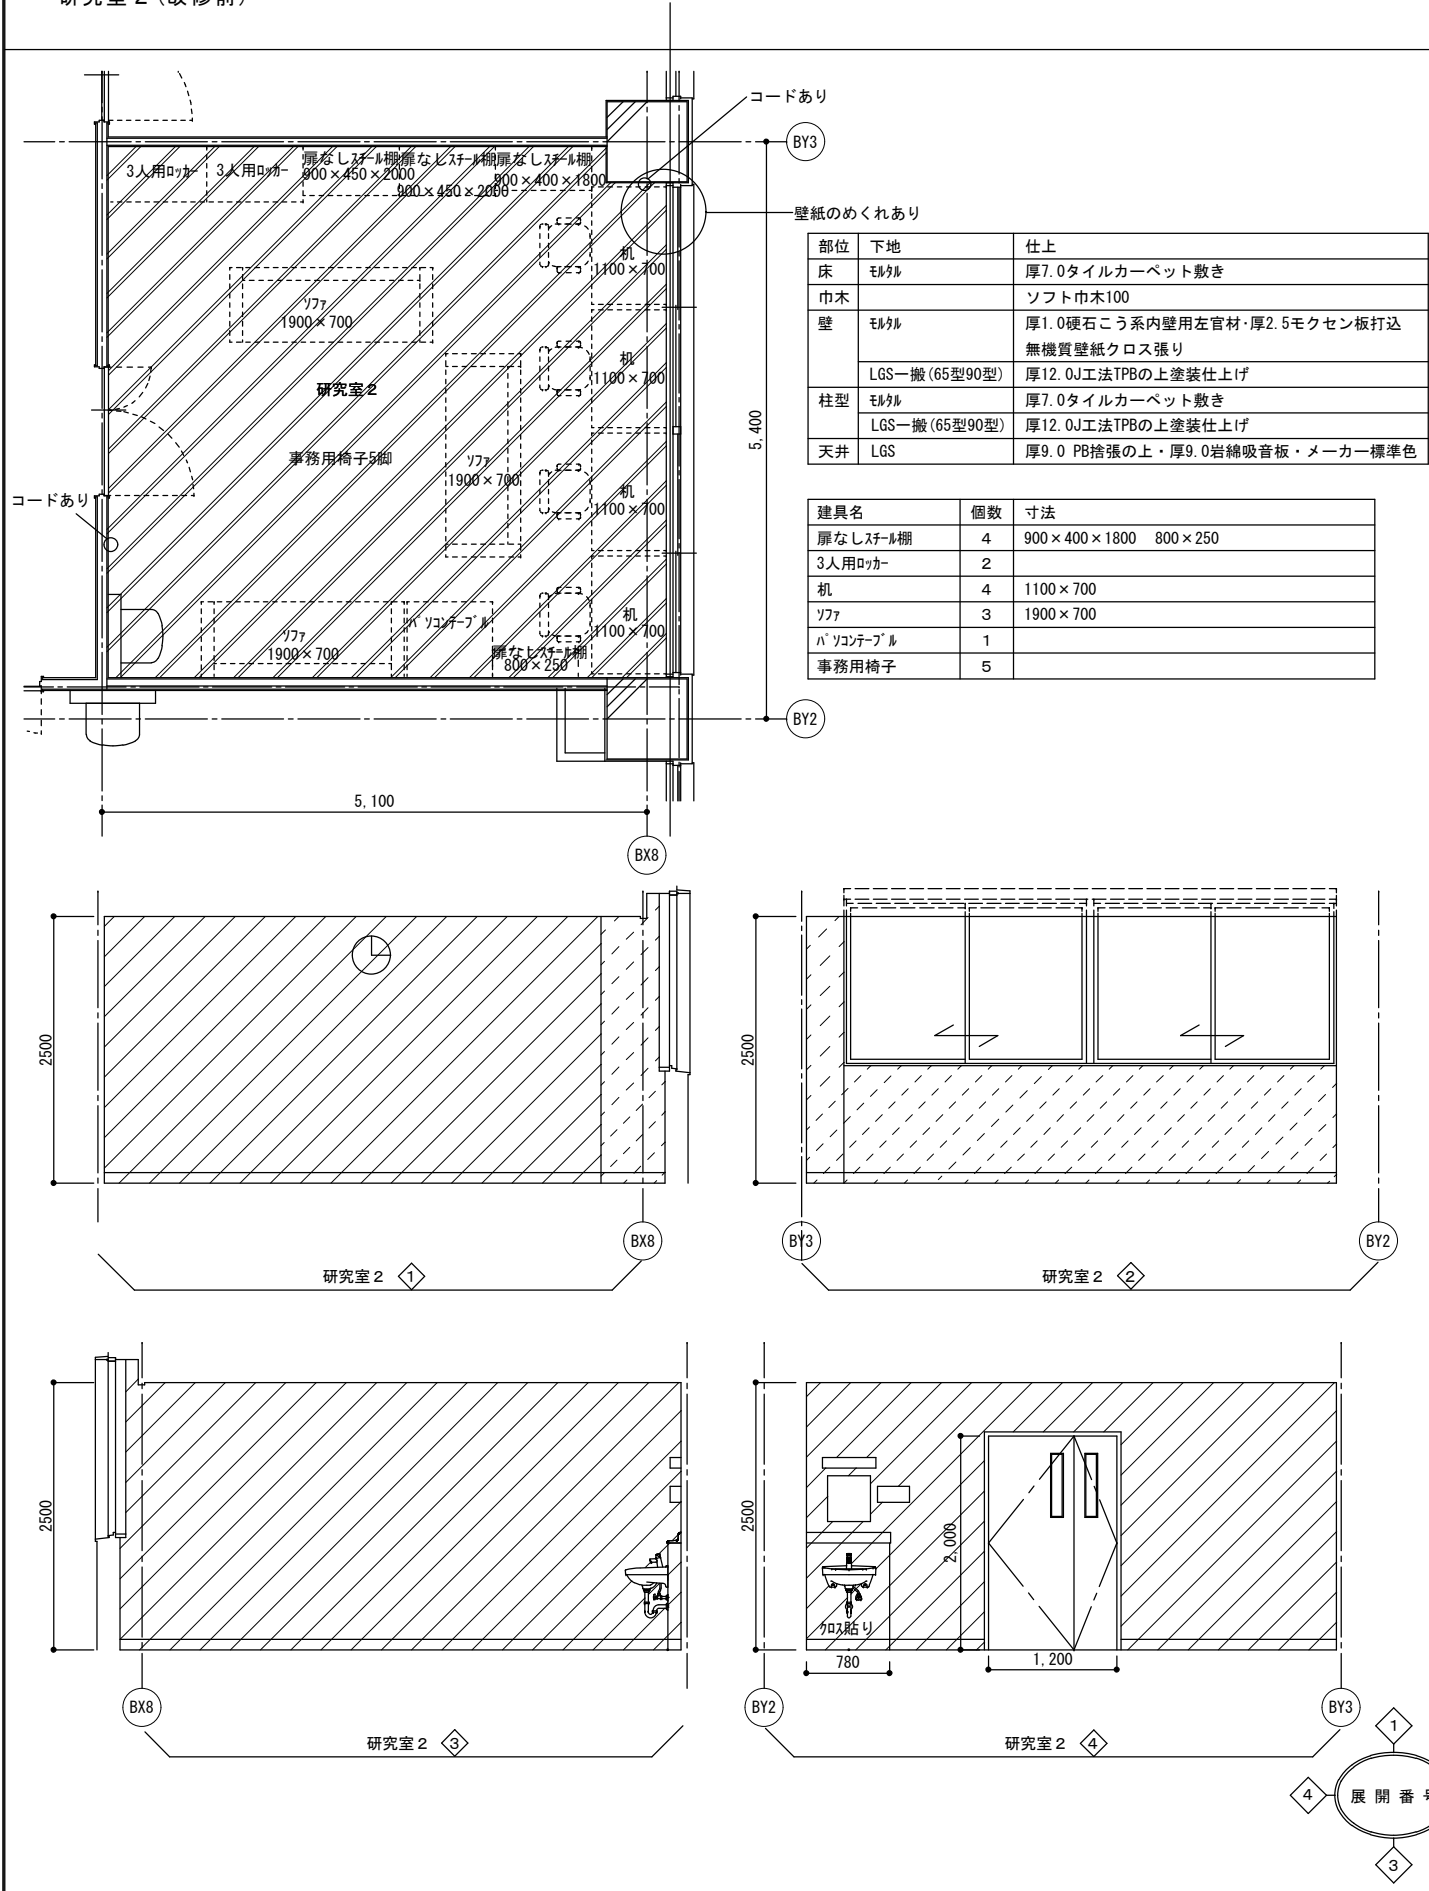 研究室２(改修前)
コードあり
BY3
3人用ﾛｯｶｰ
3人用ﾛｯｶｰ
扉なしｽﾁｰﾙ棚
900×450×2000
扉なしｽﾁｰﾙ棚
900×450×2000
扉なしｽﾁｰﾙ棚
900×400×1800
壁紙のめくれあり
机
1100×700
ソファ
1900×700
机
1100×700
研究室２
5,400
事務用椅子5脚
ソファ
1900×700
机
1100×700
コードあり
机
1100×700
ソファ
1900×700
ﾊﾟｿｺﾝﾃｰﾌﾞﾙ
扉なしｽﾁｰﾙ棚
800×250
BY2
5,100
BX8
部位 下地 仕上
床 ﾓﾙﾀﾙ 厚7.0タイルカーペット敷き
巾木 ソフト巾木100
壁 ﾓﾙﾀﾙ 厚1.0硬石こう系内壁用左官材･厚2.5モクセン板打込
無機質壁紙クロス張り
LGS一搬(65型90型) 厚12.0J工法TPBの上塗装仕上げ
柱型 ﾓﾙﾀﾙ 厚7.0タイルカーペット敷き
LGS一搬(65型90型) 厚12.0J工法TPBの上塗装仕上げ
天井 LGS 厚9.0 PB捨張の上・厚9.0岩綿吸音板・メーカー標準色
建具名 個数 寸法
扉なしｽﾁｰﾙ棚 4 900×400×1800 800×250
3人用ﾛｯｶｰ 2
机 4 1100×700
ｿﾌｧ 3 1900×700
ﾊﾟｿｺﾝﾃｰﾌﾞﾙ 1
事務用椅子 5
2500
BX8
研究室２ 1
2500
BY3
BY2
研究室２ 2
2500
BX8
研究室２ 3
2500
2,000
ｸﾛｽ貼り
780
1,200
BY2
BY3
研究室２ 4
1
4
展開番
3